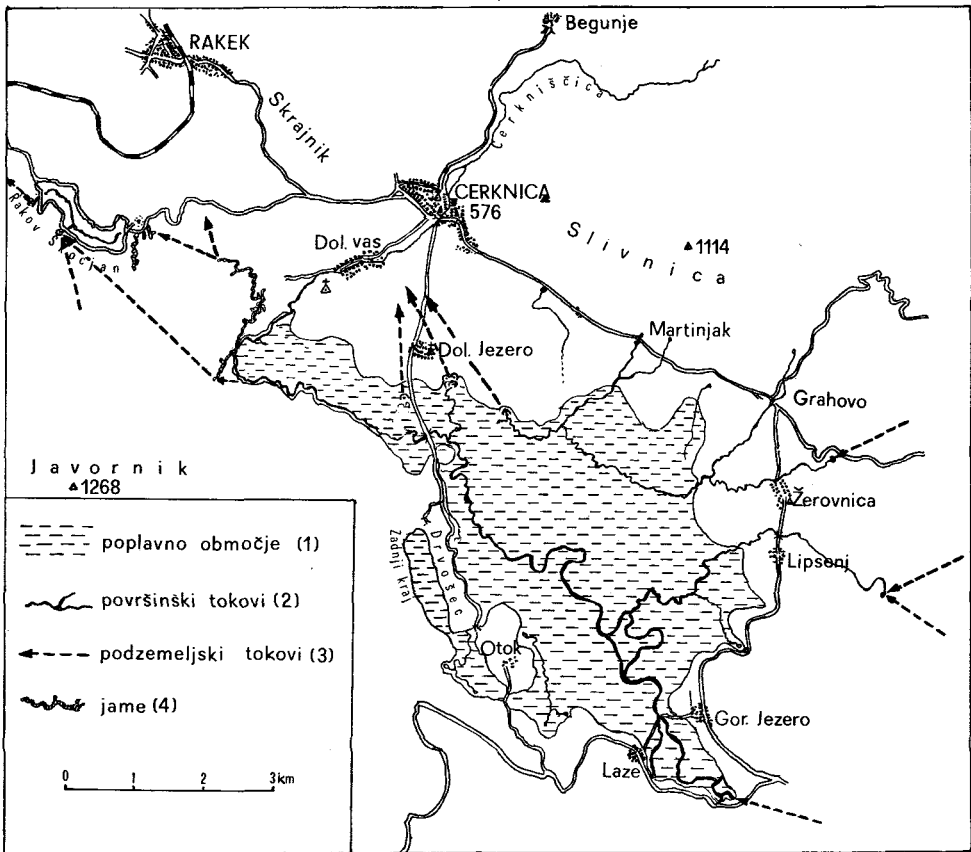 Begunje
RAKEK
Cerkniščica
Škrajnik
CERKNICA
576
Rakov Škocjan
Dol. vas
Slivnica
1114
Martinjak
Dol. Jezero
Grahovo
Javornik
1268
Žerovnica
Zadnji kraj
Drvošec
Lipsenj
Otok
Gor. Jezero
Laze
poplavno območje (1)
površinski tokovi (2)
podzemeljski tokovi (3)
jame (4)
0 1 2 3km